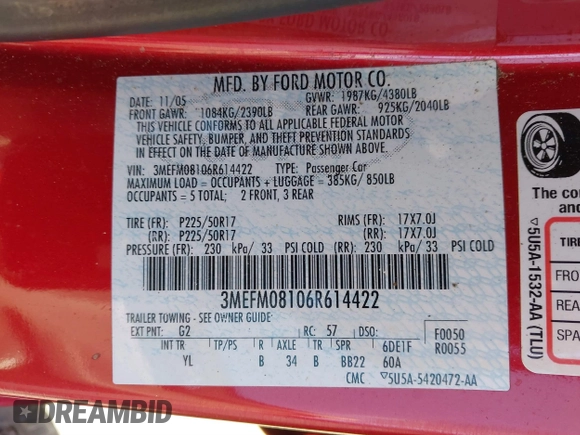 MFD. BY FORD MOTOR CO.
DATE: 11/05 GVWR: 1987KG/4380LB
FRONT GAWR: 1084KG/2390LB REAR GAWR: 925KG/2040LB
THIS VEHICLE CONFORMS TO ALL APPLICABLE FEDERAL MOTOR
VEHICLE SAFETY, BUMPER, AND THEFT PREVENTION STANDARDS
IN EFFECT ON THE DATE OF MANUFACTURE SHOWN ABOVE.
VIN: 3MEFM08106R614422 TYPE: Passenger Car
MAXIMUM LOAD = OCCUPANTS + LUGGAGE = 385KG/ 850LB
OCCUPANTS = 5 TOTAL; 2 FRONT, 3 REAR
TIRE (FR): P225/50R17 RIMS (FR): 17X7.0J
(RR): P225/50R17 (RR): 17X7.0J
PRESSURE (FR): 230 kPa/ 33 PSI COLD (RR): 230 kPa/ 33 PSI COLD
3MEFM08106R614422
TRAILER TOWING - SEE OWNER GUIDE
EXT PNT: G2 RC: 57 DSO: F0050
INT TR TP/PS R AXLE TR SPR 6DE1F R0055
YL B 34 B BB22 60A
CMC ▽5U5A-5420472-AA
The co
and
TIRE
FRO
REA
SPA
▽5U5A-1532-AA (TLU)
DREAMBID